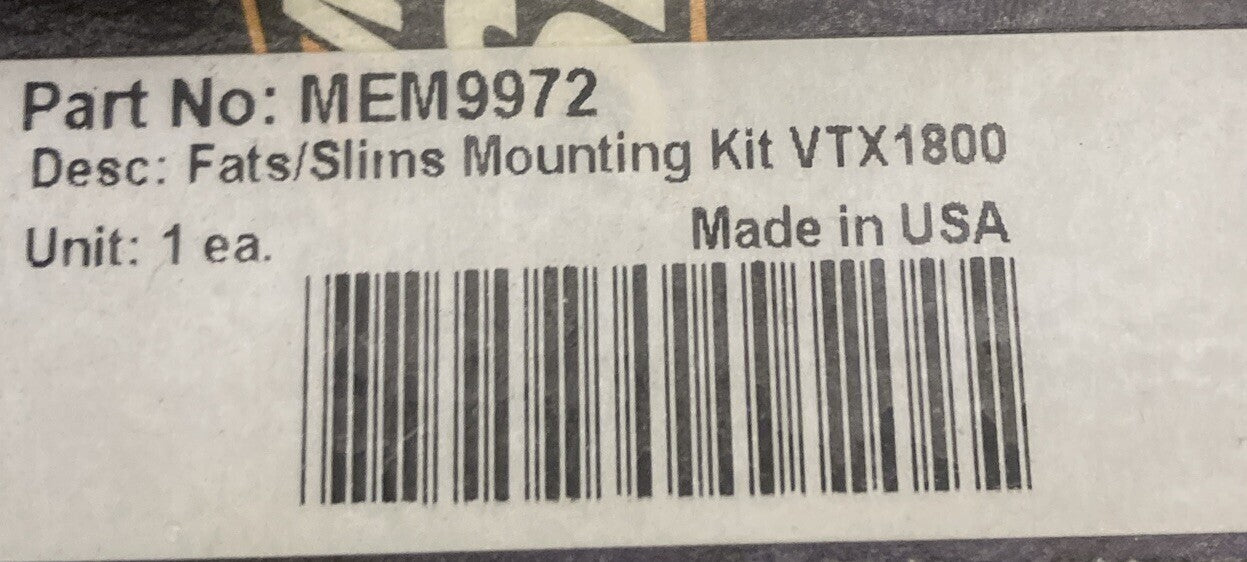 Part No: MEM9972
Desc: Fats/Slims Mounting Kit VTX1800
Unit: 1 ea.
Made in USA